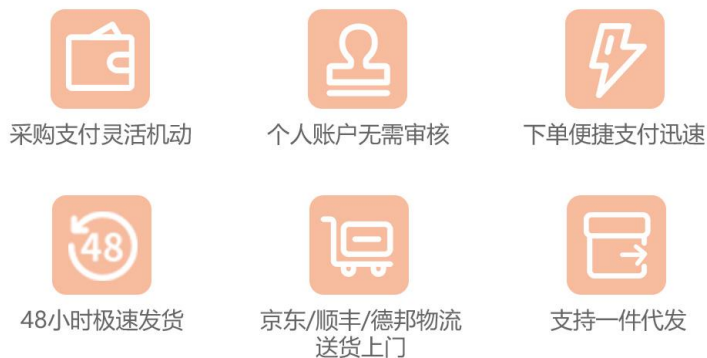 采购支付灵活机动
个人账户无需审核
下单便捷支付迅速
48
48小时极速发货
京东/顺丰/德邦物流
送货上门
支持一件代发